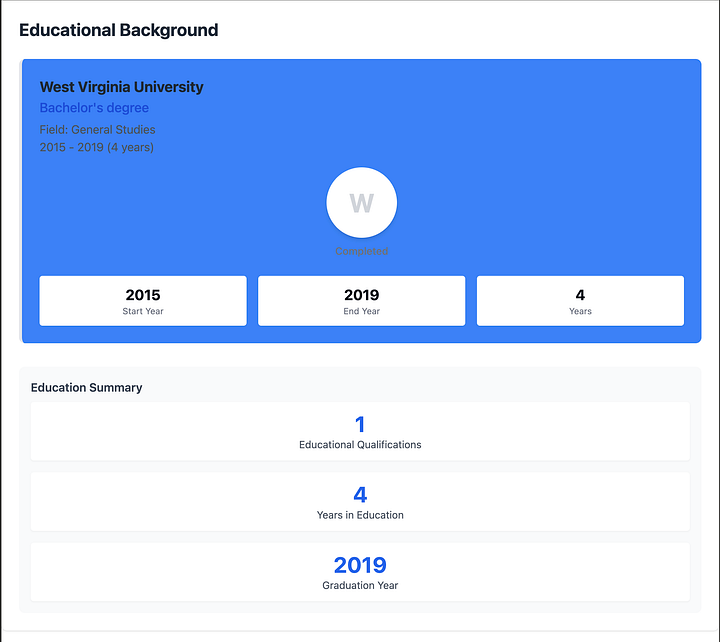 Educational Background
West Virginia University
Bachelor's degree
Field: General Studies
2015 - 2019 (4 years)
W
Completed
2015
Start Year
2019
End Year
4
Years
Education Summary
1
Educational Qualifications
4
Years in Education
2019
Graduation Year